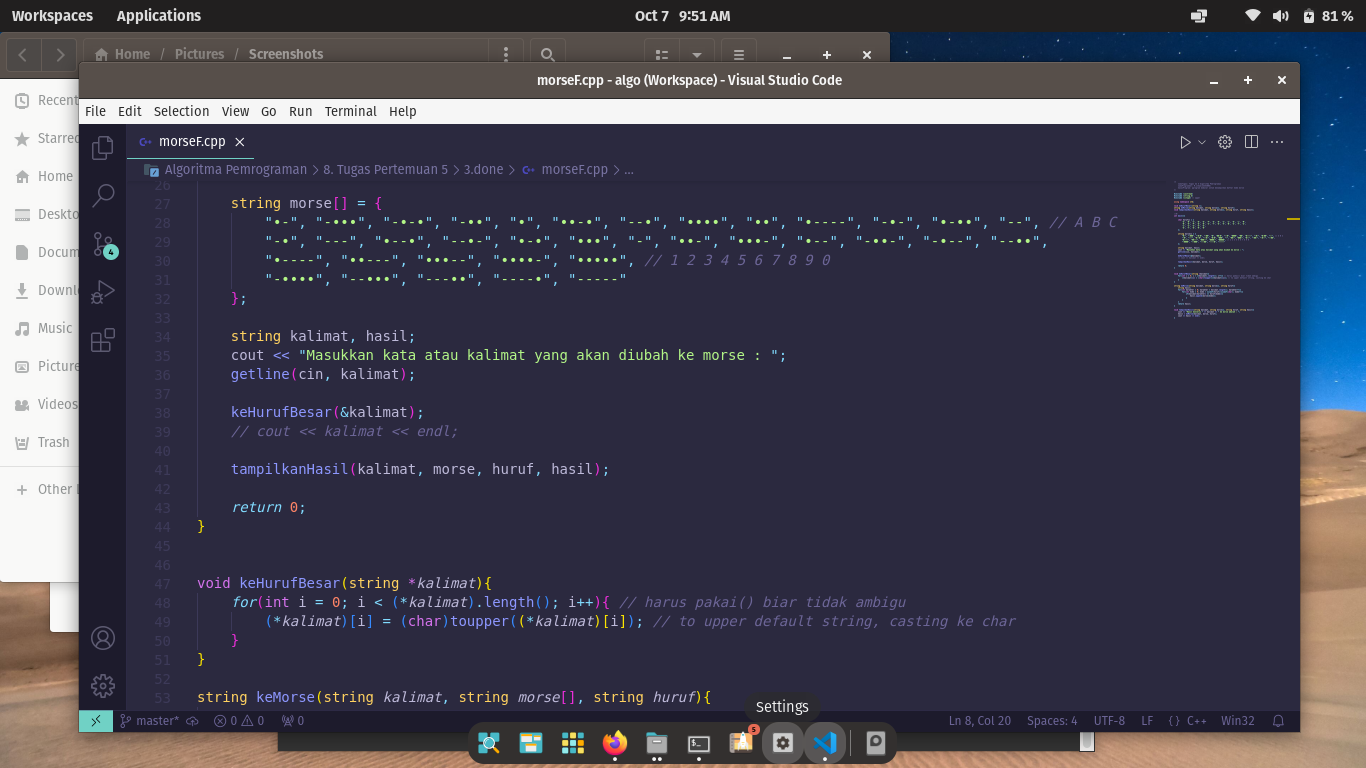 Workspaces Applications Oct 7 9:51 AM 81 %
Home / Pictures / Screenshots
morseF.cpp - algo (Workspace) - Visual Studio Code
Recent
Starred
Home
Deskto
Docum
Downlo
Music
Picture
Videos
Trash
Other
File Edit Selection View Go Run Terminal Help
morseF.cpp
Algoritma Pemrograman > 8. Tugas Pertemuan 5 > 3.done > morseF.cpp > ...
26
27 string morse[] = {
28 "•-", "-•••", "-•-•", "-••", "•", "••-•", "--•", "••••", "••", "•----", "-•-", "•-••", "--", // A B C
29 "-•", "---", "•---•", "--•-", "•-•", "•••", "-", "••-", "•••-", "•--", "-••-", "-•--", "--••",
30 "•----", "••---", "•••--", "••••-", "•••••", // 1 2 3 4 5 6 7 8 9 0
31 "-••••", "--•••", "---••", "----•", "-----"
32 };
33
34 string kalimat, hasil;
35 cout << "Masukkan kata atau kalimat yang akan diubah ke morse : ";
36 getline(cin, kalimat);
37
38 keHurufBesar(&kalimat);
39 // cout << kalimat << endl;
40
41 tampilkanHasil(kalimat, morse, huruf, hasil);
42
43 return 0;
44 }
45
46
47 void keHurufBesar(string *kalimat){
48 for(int i = 0; i < (*kalimat).length(); i++){ // harus pakai() biar tidak ambigu
49 (*kalimat)[i] = (char)toupper((*kalimat)[i]); // to upper default string, casting ke char
50 }
51 }
52
53 string keMorse(string kalimat, string morse[], string huruf){
4
master* 0 0 0 Ln 8, Col 20 Spaces: 4 UTF-8 LF {} C++ Win32
Settings
5